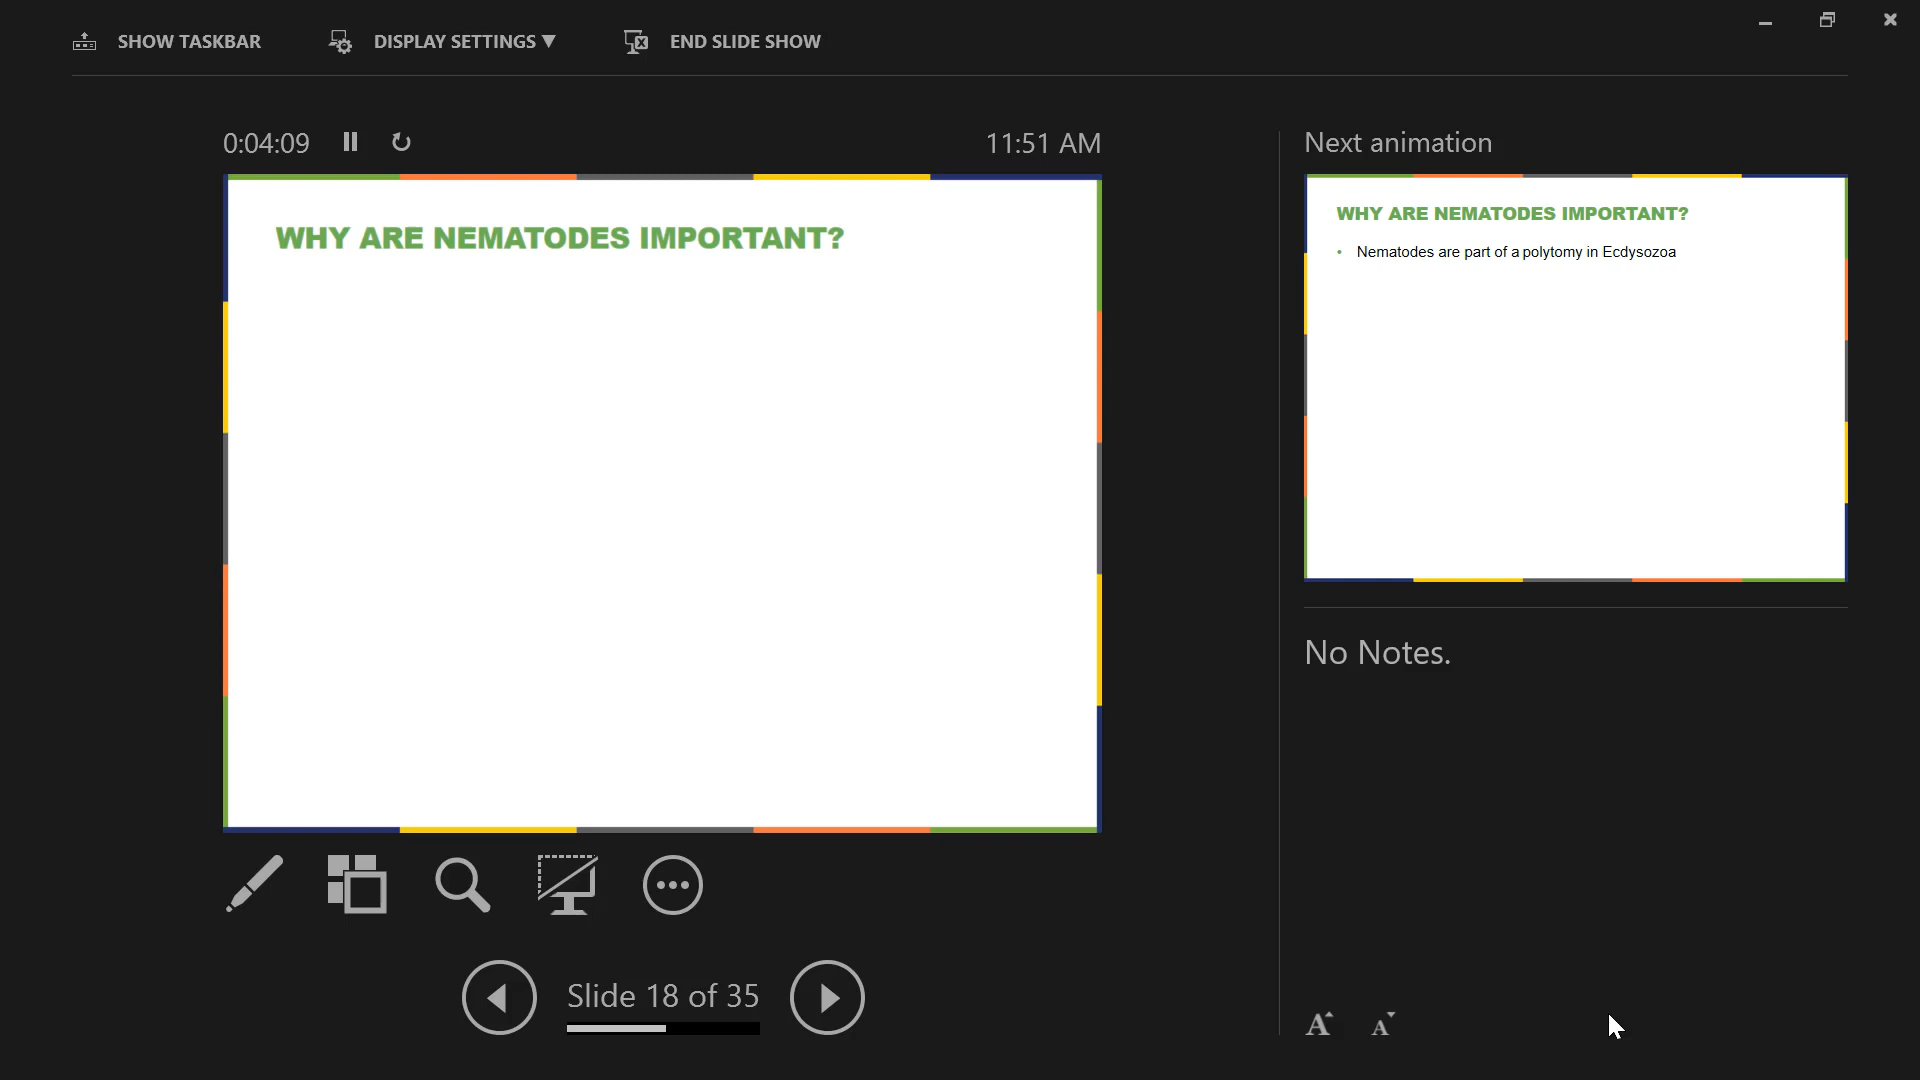 SHOW TASKBAR
DISPLAY SETTINGS ▼
END SLIDE SHOW
0:04:09
11:51 AM
WHY ARE NEMATODES IMPORTANT?
Slide 18 of 35
Next animation
WHY ARE NEMATODES IMPORTANT?
• Nematodes are part of a polytomy in Ecdysozoa
No Notes.
A A